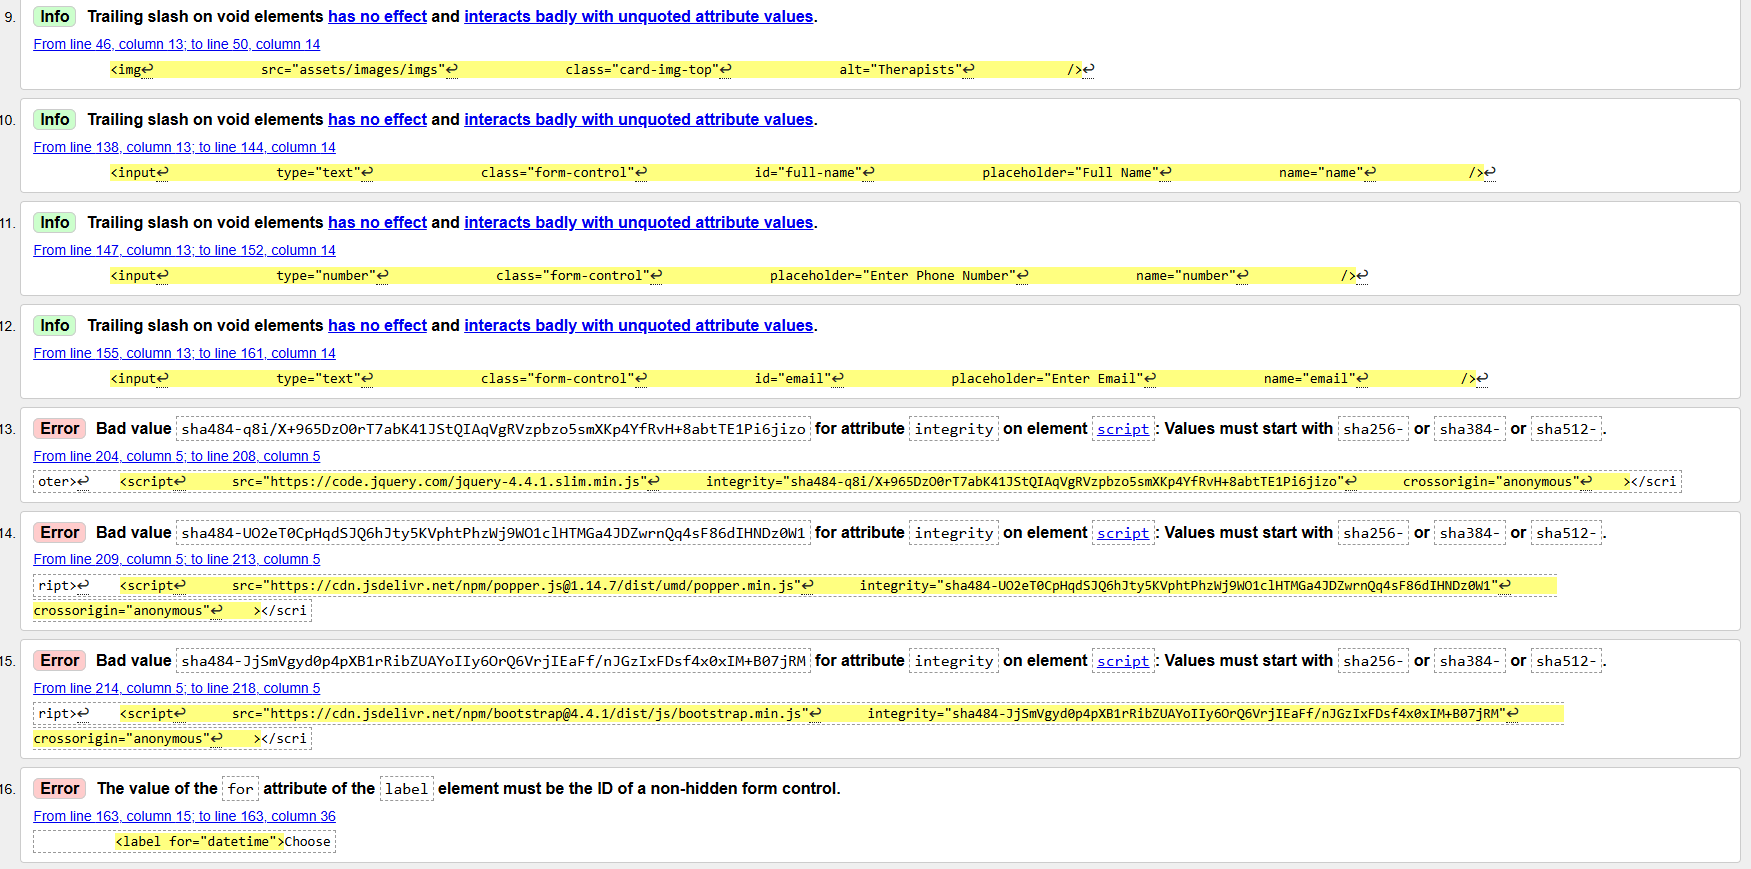 9. Info Trailing slash on void elements has no effect and interacts badly with unquoted attribute values.
From line 46, column 13; to line 50, column 14
<img↩ src="assets/images/imgs"↩ class="card-img-top"↩ alt="Therapists"↩ />↩
10. Info Trailing slash on void elements has no effect and interacts badly with unquoted attribute values.
From line 138, column 13; to line 144, column 14
<input↩ type="text"↩ class="form-control"↩ id="full-name"↩ placeholder="Full Name"↩ name="name"↩ />↩
11. Info Trailing slash on void elements has no effect and interacts badly with unquoted attribute values.
From line 147, column 13; to line 152, column 14
<input↩ type="number"↩ class="form-control"↩ placeholder="Enter Phone Number"↩ name="number"↩ />↩
12. Info Trailing slash on void elements has no effect and interacts badly with unquoted attribute values.
From line 155, column 13; to line 161, column 14
<input↩ type="text"↩ class="form-control"↩ id="email"↩ placeholder="Enter Email"↩ name="email"↩ />↩
13. Error Bad value sha484-q8i/X+965DzO0rT7abK41JStQIAqVgRVzpbzo5smXKp4YfRvH+8abtTE1Pi6jizo for attribute integrity on element script: Values must start with sha256- or sha384- or sha512-.
From line 204, column 5; to line 208, column 5
oter>↩ <script↩ src="https://code.jquery.com/jquery-4.4.1.slim.min.js"↩ integrity="sha484-q8i/X+965DzO0rT7abK41JStQIAqVgRVzpbzo5smXKp4YfRvH+8abtTE1Pi6jizo"↩ crossorigin="anonymous"↩ ></scri
14. Error Bad value sha484-UO2eT0CpHqdSJQ6hJty5KVphtPhzWj9WO1clHTMGa4JDZwrnQq4sF86dIHNDz0W1 for attribute integrity on element script: Values must start with sha256- or sha384- or sha512-.
From line 209, column 5; to line 213, column 5
ript>↩ <script↩ src="https://cdn.jsdelivr.net/npm/popper.js@1.14.7/dist/umd/popper.min.js"↩ integrity="sha484-UO2eT0CpHqdSJQ6hJty5KVphtPhzWj9WO1clHTMGa4JDZwrnQq4sF86dIHNDz0W1"↩
crossorigin="anonymous"↩ ></scri
15. Error Bad value sha484-JjSmVgyd0p4pXB1rRibZUAYoIIy6OrQ6VrjIEaFf/nJGzIxFDsf4x0xIM+B07jRM for attribute integrity on element script: Values must start with sha256- or sha384- or sha512-.
From line 214, column 5; to line 218, column 5
ript>↩ <script↩ src="https://cdn.jsdelivr.net/npm/bootstrap@4.4.1/dist/js/bootstrap.min.js"↩ integrity="sha484-JjSmVgyd0p4pXB1rRibZUAYoIIy6OrQ6VrjIEaFf/nJGzIxFDsf4x0xIM+B07jRM"↩
crossorigin="anonymous"↩ ></scri
16. Error The value of the for attribute of the label element must be the ID of a non-hidden form control.
From line 163, column 15; to line 163, column 36
<label for="datetime">Choose